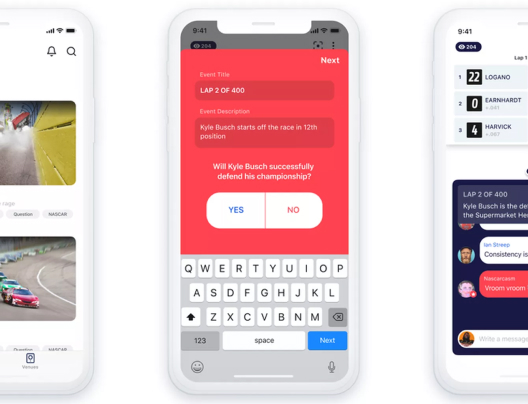 rage
Question NASCAR
Question NASCAR
Venues
9:41
204
Next
Event Title
LAP 2 OF 400
Event Description
Kyle Busch starts off the race in 12th
position
Will Kyle Busch successfully
defend his championship?
YES NO
Q W E R T Y U I O P
A S D F G H J K L
Z X C V B N M
123 space Next
9:41
204
Lap 1
1 22 LOGANO
2 0 EARNHARDT
3 4 HARVICK
LAP 2 OF 400
Kyle Busch is the de
the Supermarket He
Ian Streep
Consistency is
Nascarcasm
Vroom vroom
Write a message